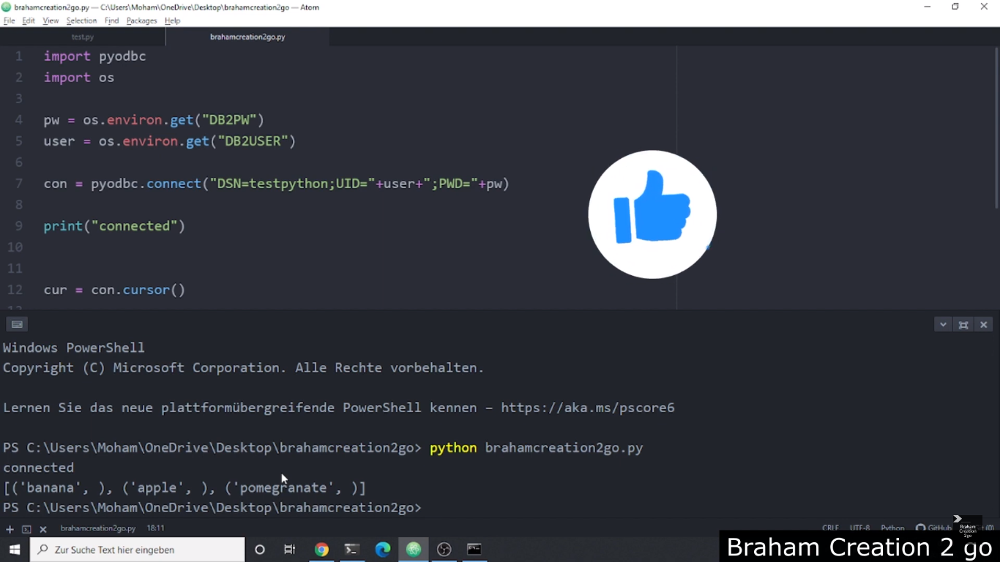 brahamcreation2go.py — C:\Users\Moham\OneDrive\Desktop\brahamcreation2go — Atom
File Edit View Selection Find Packages Help
test.py brahamcreation2go.py
1 import pyodbc
2 import os
3
4 pw = os.environ.get("DB2PW")
5 user = os.environ.get("DB2USER")
6
7 con = pyodbc.connect("DSN=testpython;UID="+user+";PWD="+pw)
8
9 print("connected")
10
11
12 cur = con.cursor()
Windows PowerShell
Copyright (C) Microsoft Corporation. Alle Rechte vorbehalten.
Lernen Sie das neue plattformübergreifende PowerShell kennen – https://aka.ms/pscore6
PS C:\Users\Moham\OneDrive\Desktop\brahamcreation2go> python brahamcreation2go.py
connected
[('banana', ), ('apple', ), ('pomegranate', )]
PS C:\Users\Moham\OneDrive\Desktop\brahamcreation2go>
brahamcreation2go.py 18:11 CRLF UTF-8 Python GitHub (0)
Braham
Creation
2go
Zur Suche Text hier eingeben
Braham Creation 2 go